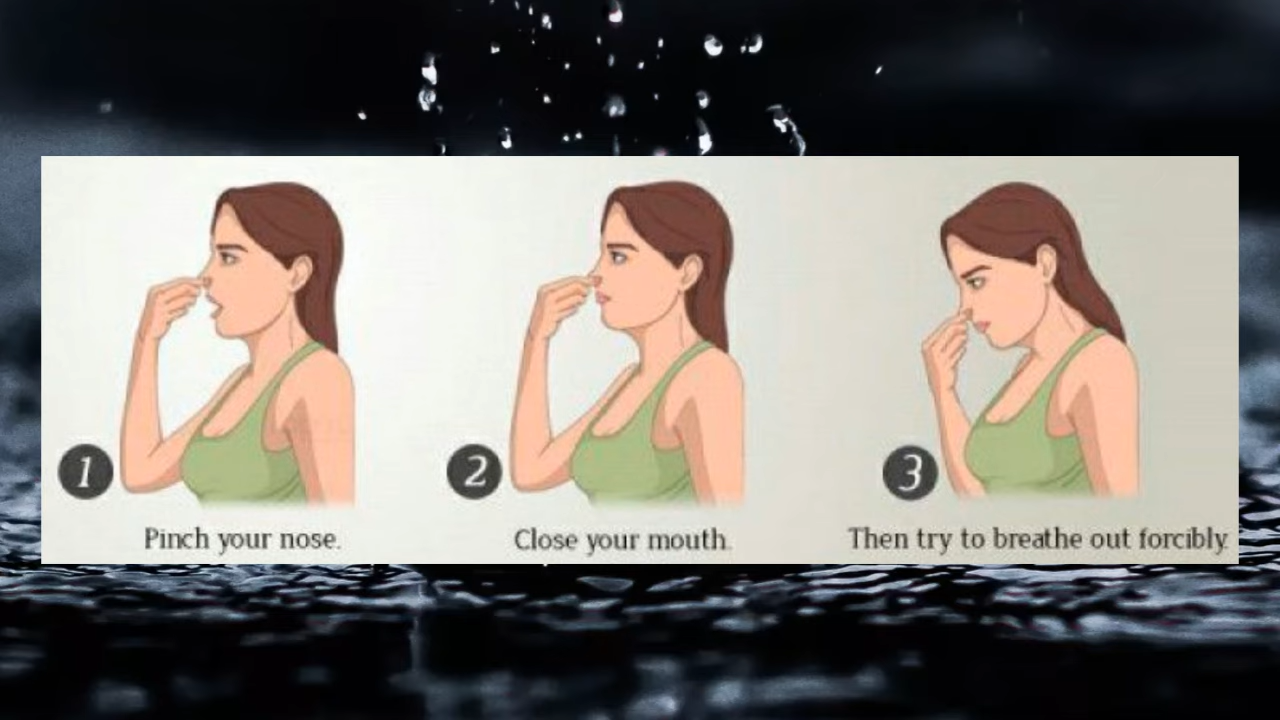 1
Pinch your nose.
2
Close your mouth.
3
Then try to breathe out forcibly.